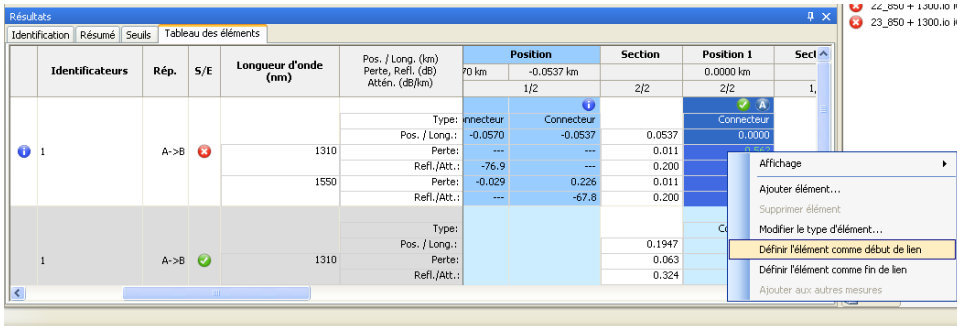 Résultats
Identification Résumé Seuils Tableau des éléments
Identificateurs Rép. S/E Longueur d'onde (nm) Pos. / Long. (km) Perte, Refl. (dB) Attén. (dB/km) Position Section Position 1
70 km -0.0537 km 0.0000 km
1/2 2/2 2/2
Type: Connecteur Connecteur
Pos. / Long.: -0.0570 -0.0537 0.0537 0.0000
1 A->B 1310 Perte: --- --- 0.011 0.562
Refl./Att.: -76.9 --- 0.200
1550 Perte: -0.029 0.226 0.011
Refl./Att.: --- -67.8 0.200
Type:
Pos. / Long.: 0.1947
1 A->B 1310 Perte: 0.063
Refl./Att.: 0.324
Affichage
Ajouter élément...
Supprimer élément
Modifier le type d'élément...
Définir l'élément comme début de lien
Définir l'élément comme fin de lien
Ajouter aux autres mesures
22_850 + 1300.io
23_850 + 1300.io